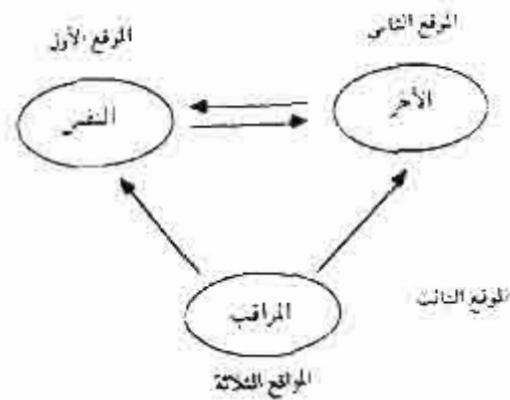 الموقع الثاني
الموقع الأول
الآخر
النفس
المراقب
الموقع الثالث
المواقع الثلاثة